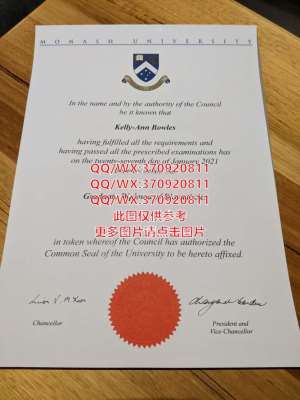 MONASH UNIVERSITY
In the name and by the authority of the Council
be it known that
Kelly-Ann Bowles
having fulfilled all the requirements and
having passed all the prescribed examinations has
on the twenty-seventh day of January 2021
QQ/WX:370920811
QQ/WX:370920811
QQ/WX:370920811
此图仅供参考
更多图片请点击图片
in token whereof the Council has authorized the
Common Seal of the University to be hereto affixed.
Chancellor
President and
Vice-Chancellor